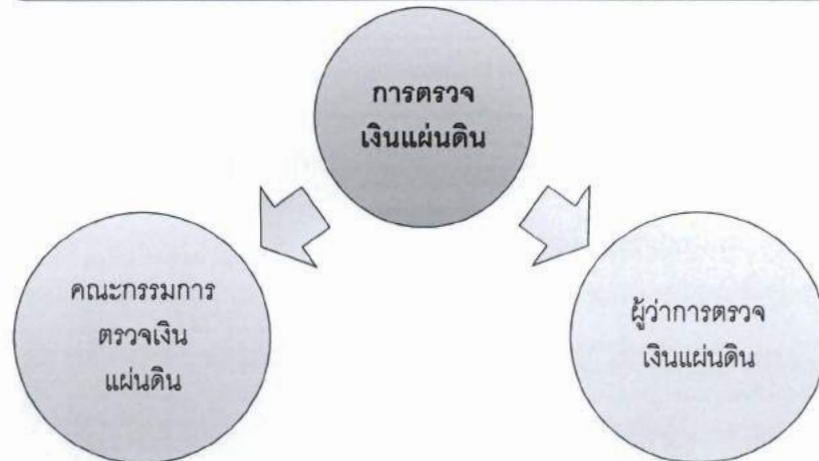 การตรวจ
เงินแผ่นดิน
คณะกรรมการ
ตรวจเงิน
แผ่นดิน
ผู้ว่าการตรวจ
เงินแผ่นดิน